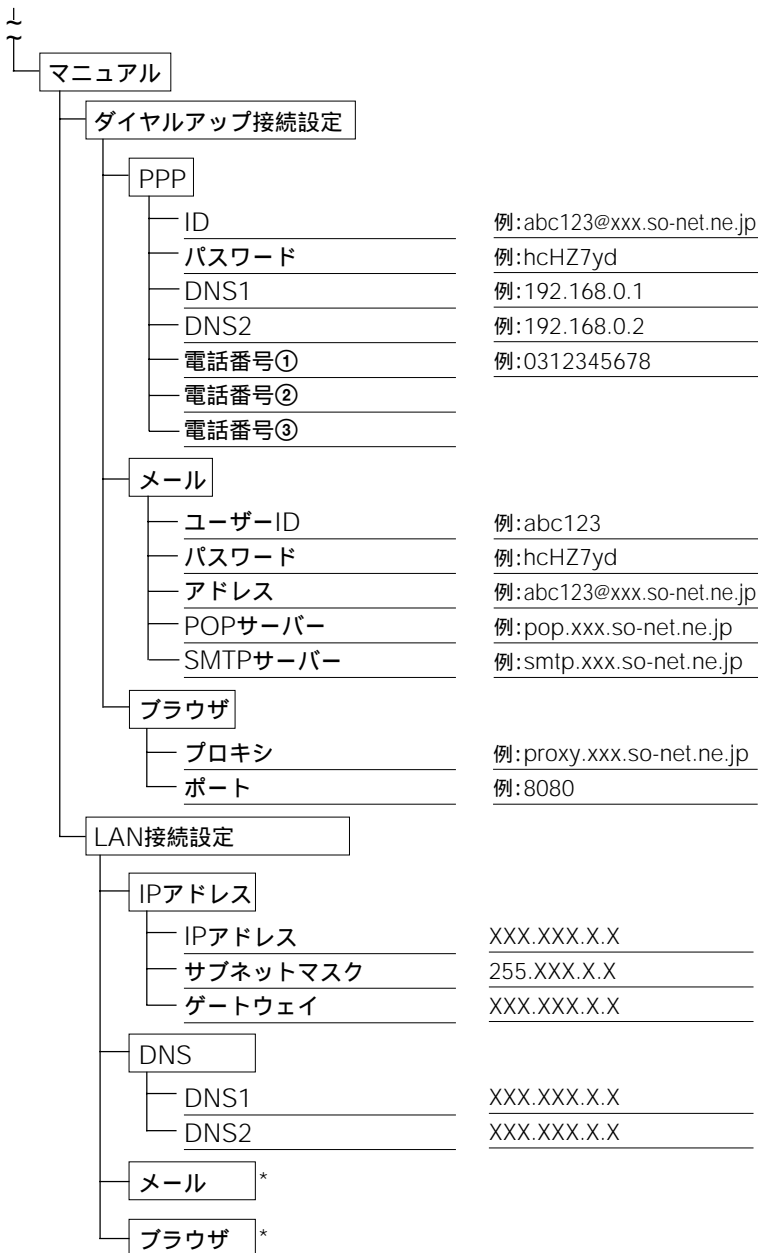 マニュアル
ダイヤルアップ接続設定
PPP
ID 例:abc123@xxx.so-net.ne.jp
パスワード 例:hcHZ7yd
DNS1 例:192.168.0.1
DNS2 例:192.168.0.2
電話番号① 例:0312345678
電話番号②
電話番号③
メール
ユーザーID 例:abc123
パスワード 例:hcHZ7yd
アドレス 例:abc123@xxx.so-net.ne.jp
POPサーバー 例:pop.xxx.so-net.ne.jp
SMTPサーバー 例:smtp.xxx.so-net.ne.jp
ブラウザ
プロキシ 例:proxy.xxx.so-net.ne.jp
ポート 例:8080
LAN接続設定
IPアドレス
IPアドレス XXX.XXX.X.X
サブネットマスク 255.XXX.X.X
ゲートウェイ XXX.XXX.X.X
DNS
DNS1 XXX.XXX.X.X
DNS2 XXX.XXX.X.X
メール *
ブラウザ *